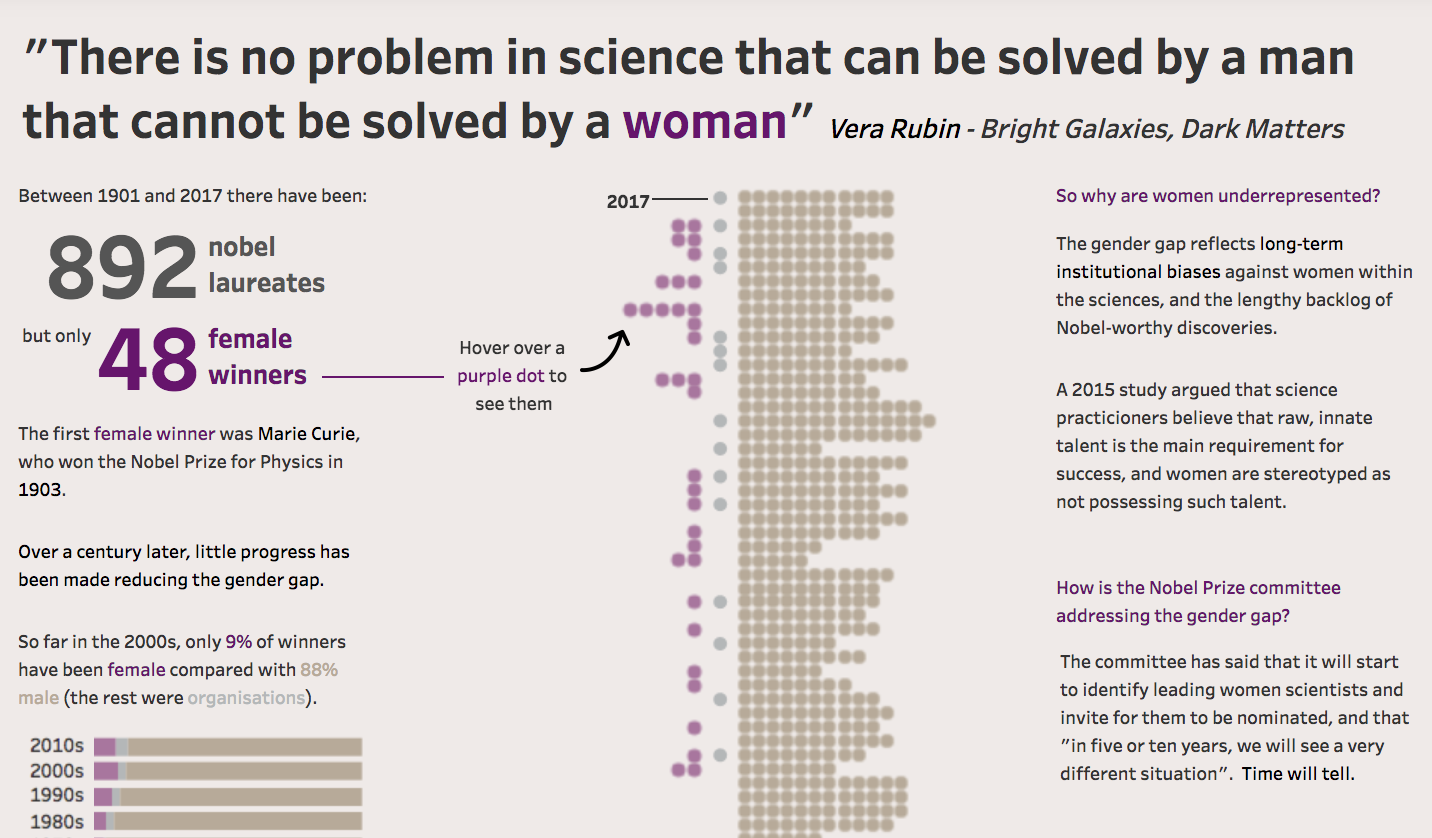 ”There is no problem in science that can be solved by a man
that cannot be solved by a woman” Vera Rubin - Bright Galaxies, Dark Matters
Between 1901 and 2017 there have been:
892 nobel
laureates
but only 48 female
winners
The first female winner was Marie Curie,
who won the Nobel Prize for Physics in
1903.
Over a century later, little progress has
been made reducing the gender gap.
So far in the 2000s, only 9% of winners
have been female compared with 88%
male (the rest were organisations).
2010s
2000s
1990s
1980s
2017
Hover over a
purple dot to
see them
So why are women underrepresented?
The gender gap reflects long-term
institutional biases against women within
the sciences, and the lengthy backlog of
Nobel-worthy discoveries.
A 2015 study argued that science
practicioners believe that raw, innate
talent is the main requirement for
success, and women are stereotyped as
not possessing such talent.
How is the Nobel Prize committee
addressing the gender gap?
The committee has said that it will start
to identify leading women scientists and
invite for them to be nominated, and that
”in five or ten years, we will see a very
different situation”. Time will tell.